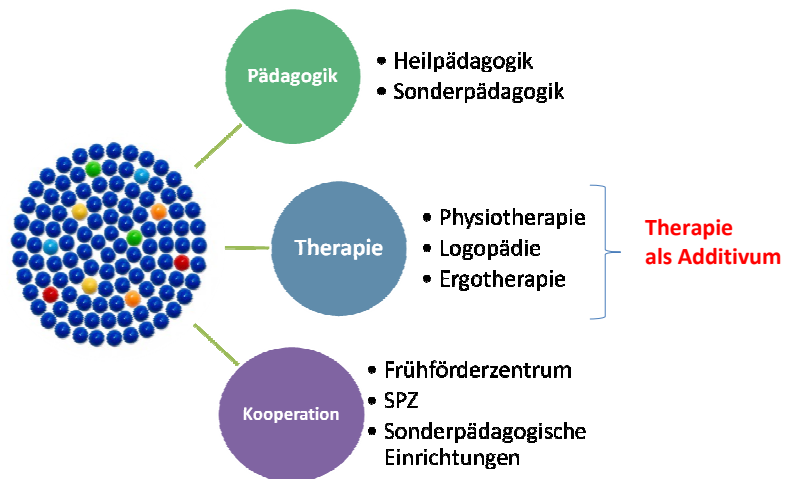 Pädagogik
• Heilpädagogik
• Sonderpädagogik
Therapie
• Physiotherapie
• Logopädie
• Ergotherapie
Therapie
als Additivum
Kooperation
• Frühförderzentrum
• SPZ
• Sonderpädagogische
Einrichtungen